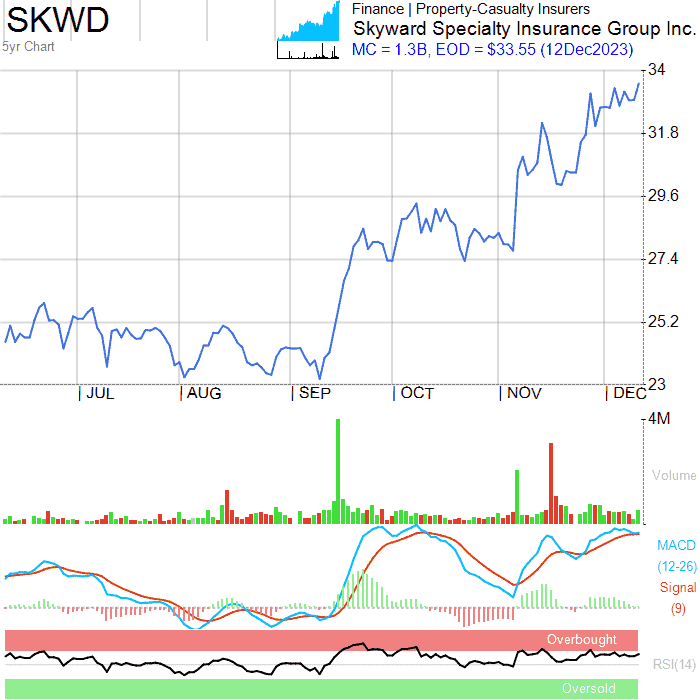 SKWD
5yr Chart
Finance | Property-Casualty Insurers
Skyward Specialty Insurance Group Inc.
MC = 1.3B, EOD = $33.55 (12Dec2023)
34
31.8
29.6
27.4
25.2
23
|JUL |AUG |SEP |OCT |NOV |DEC
4M
Volume
MACD
(12-26)
Signal
(9)
Overbought
RSI(14)
Oversold